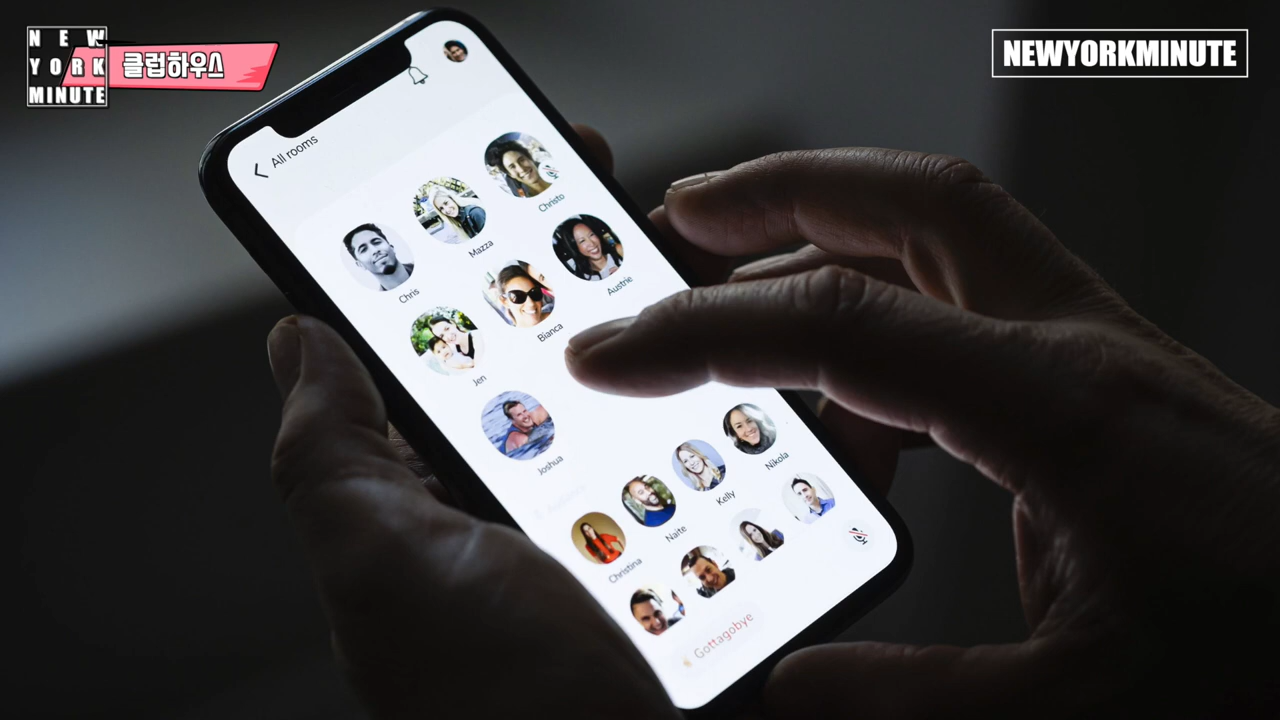 NEW
YORK
MINUTE
클럽하우스
NEWYORKMINUTE
All rooms
Christo
Mazza
Chris
Austrie
Bianca
Jen
Joshua
Nikola
Kelly
Naite
Christina
Gottagobye